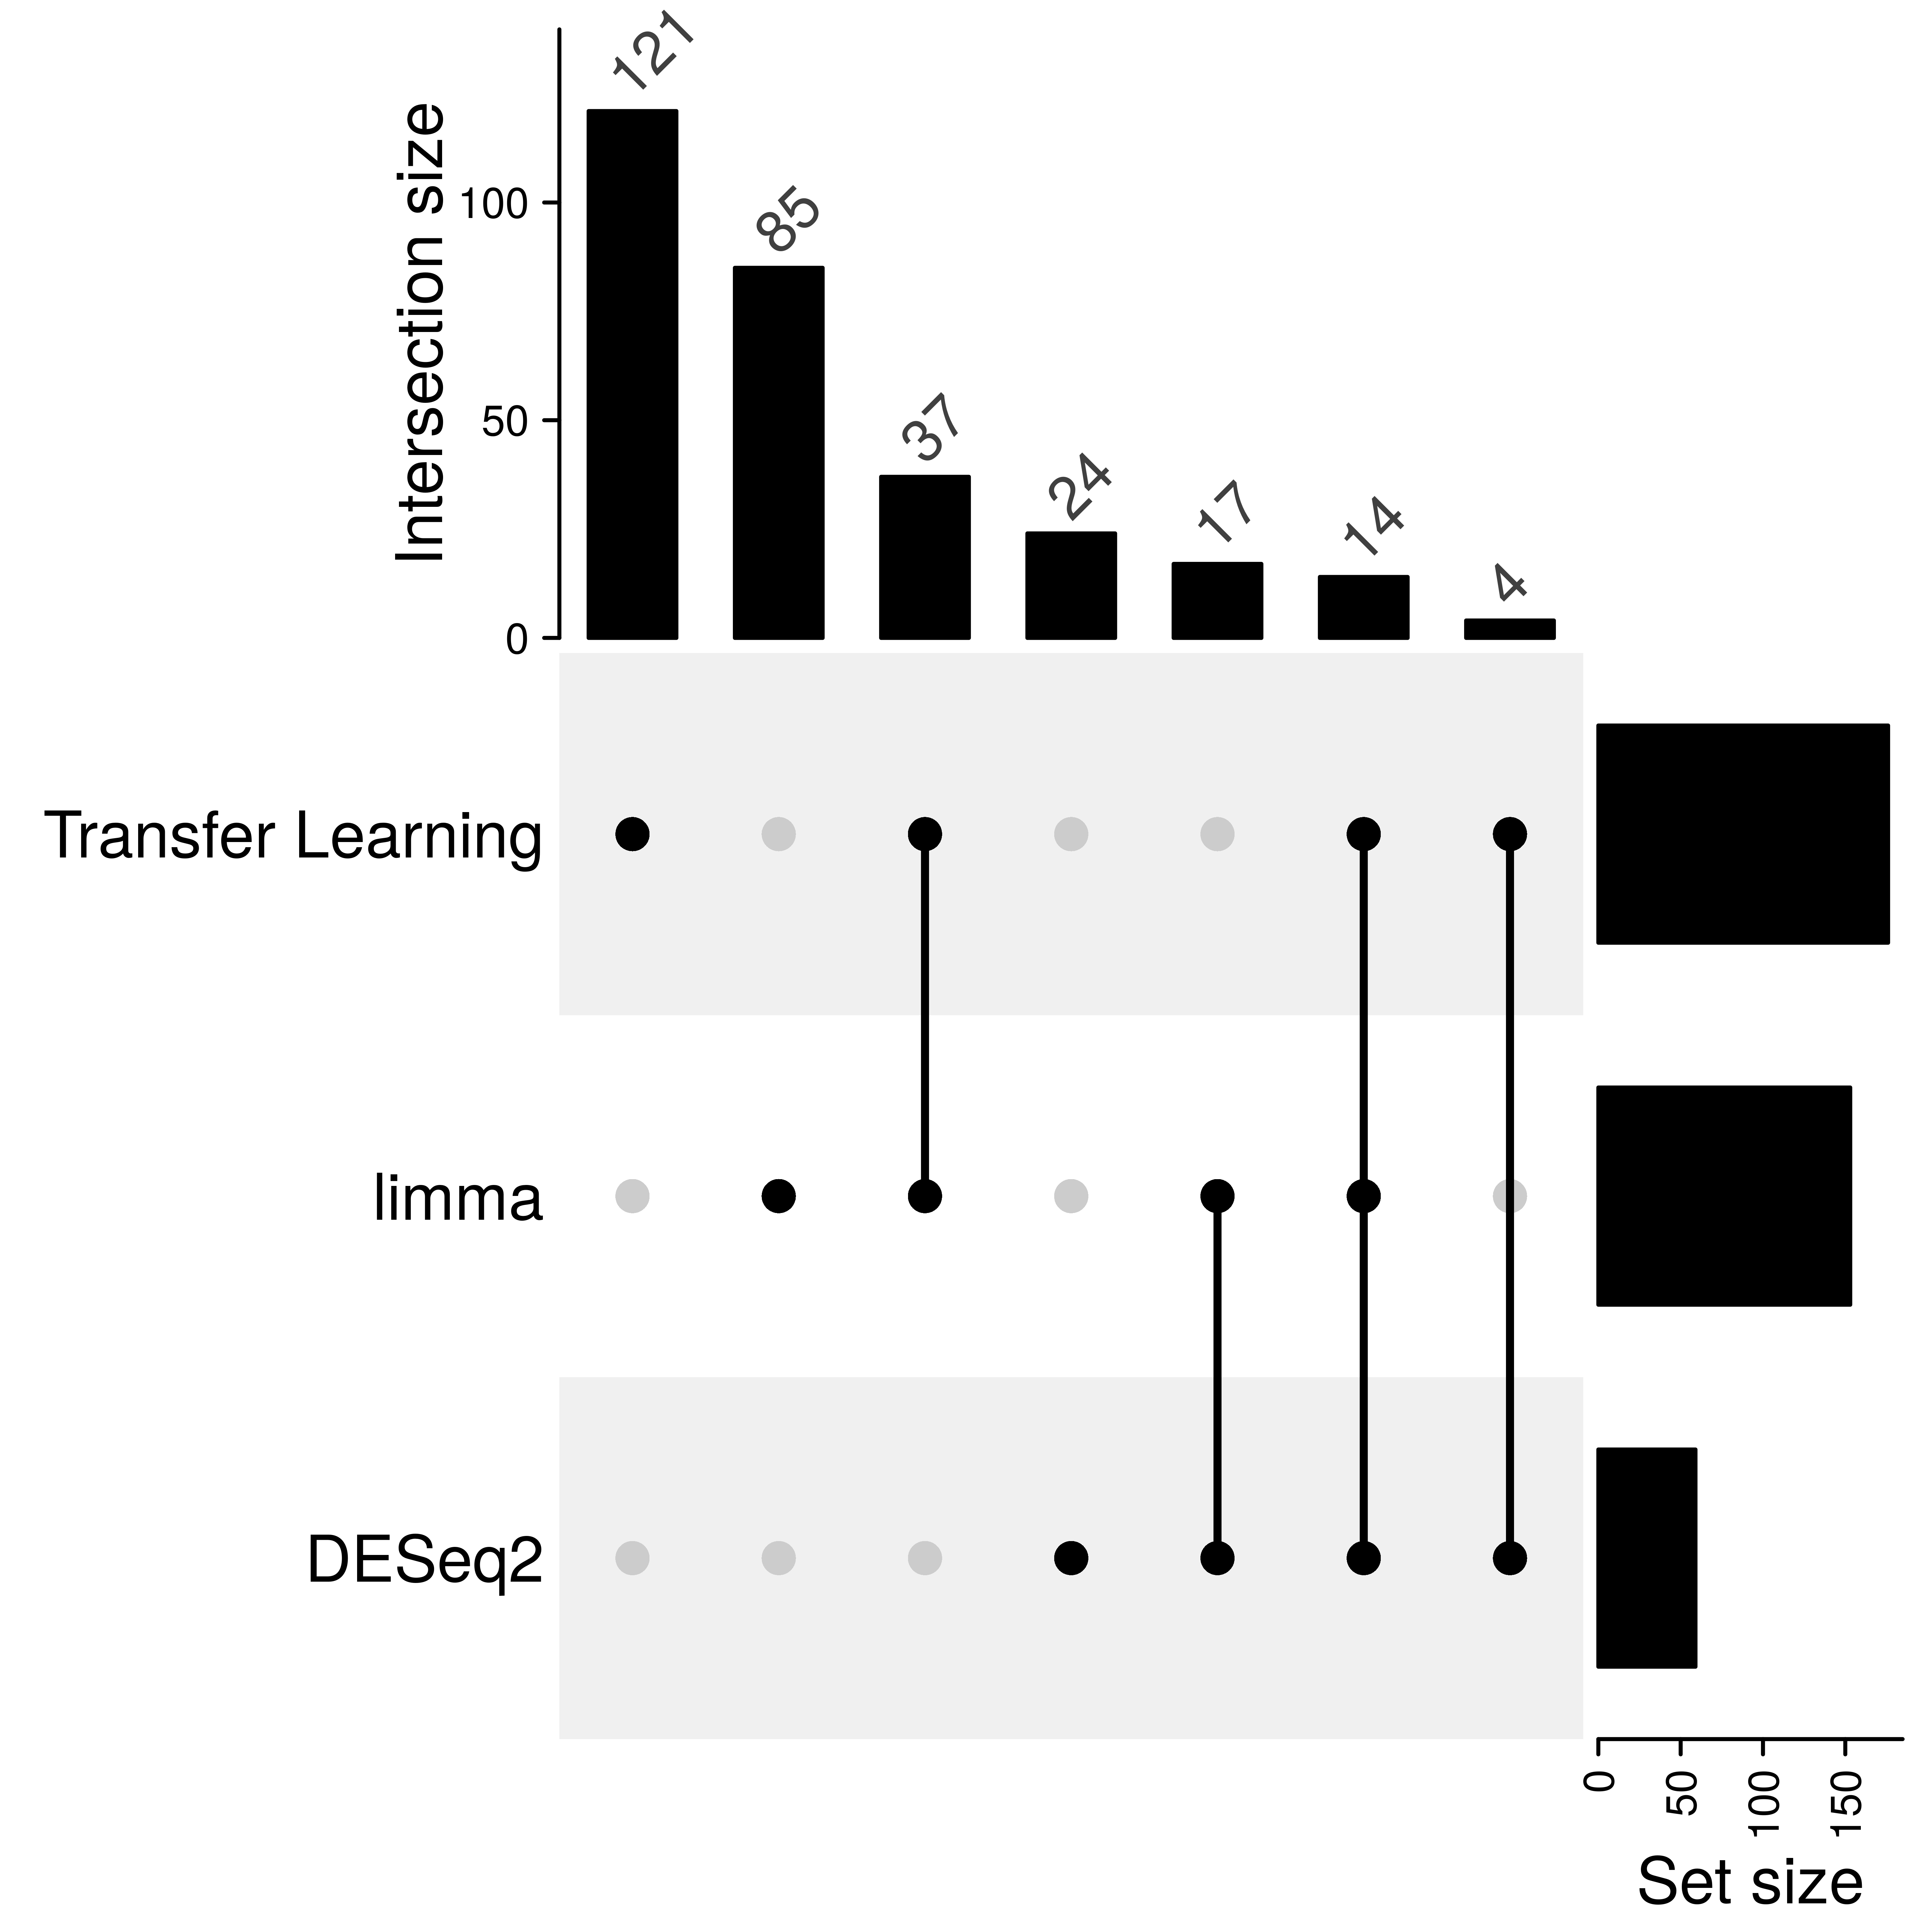 Intersection size
100
50
0
121
85
37
24
17
14
4
Transfer Learning
limma
DESeq2
0
50
100
150
Set size